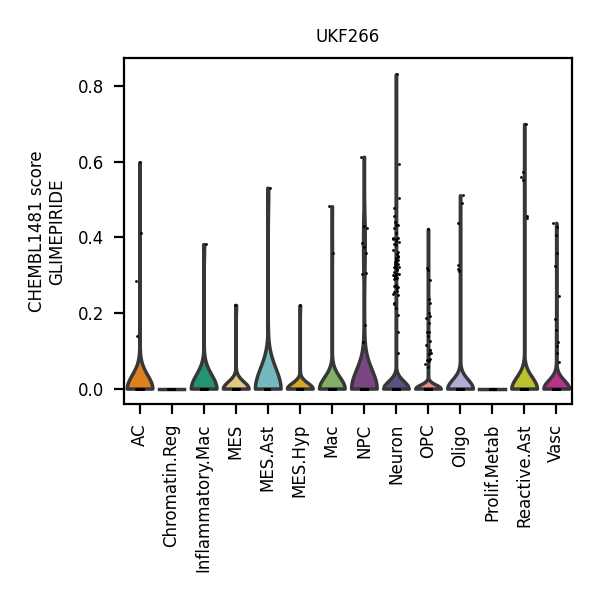 UKF266
CHEMBL1481 score
GLIMEPIRIDE
0.8
0.6
0.4
0.2
0.0
AC
Chromatin.Reg
Inflammatory.Mac
MES
MES.Ast
MES.Hyp
Mac
NPC
Neuron
OPC
Oligo
Prolif.Metab
Reactive.Ast
Vasc